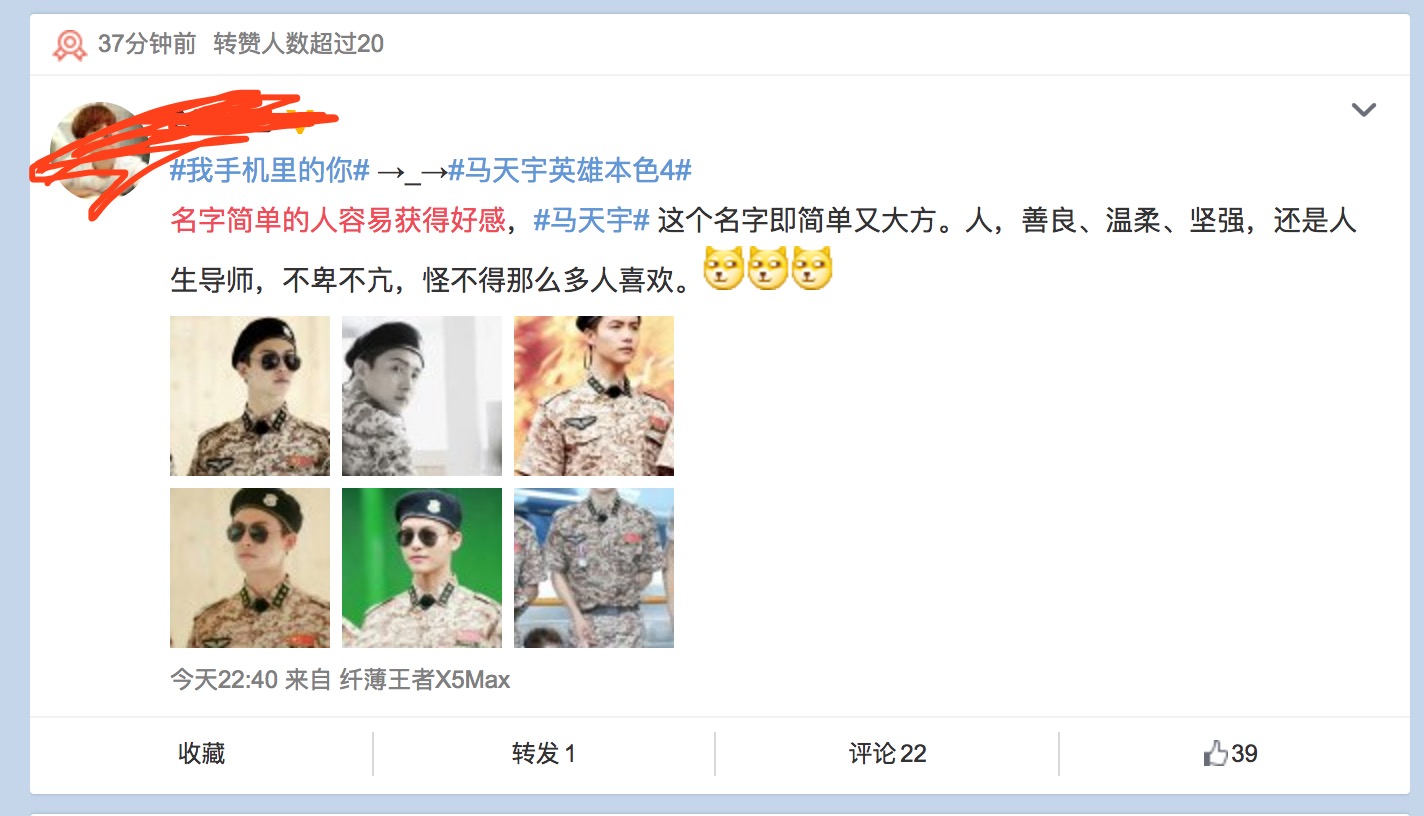 37分钟前 转赞人数超过20
#我手机里的你# →_→#马天宇英雄本色4#
名字简单的人容易获得好感，#马天宇# 这个名字即简单又大方。人，善良、温柔、坚强，还是人
生导师，不卑不亢，怪不得那么多人喜欢。
今天22:40 来自 纤薄王者X5Max
收藏 转发 1 评论 22 39